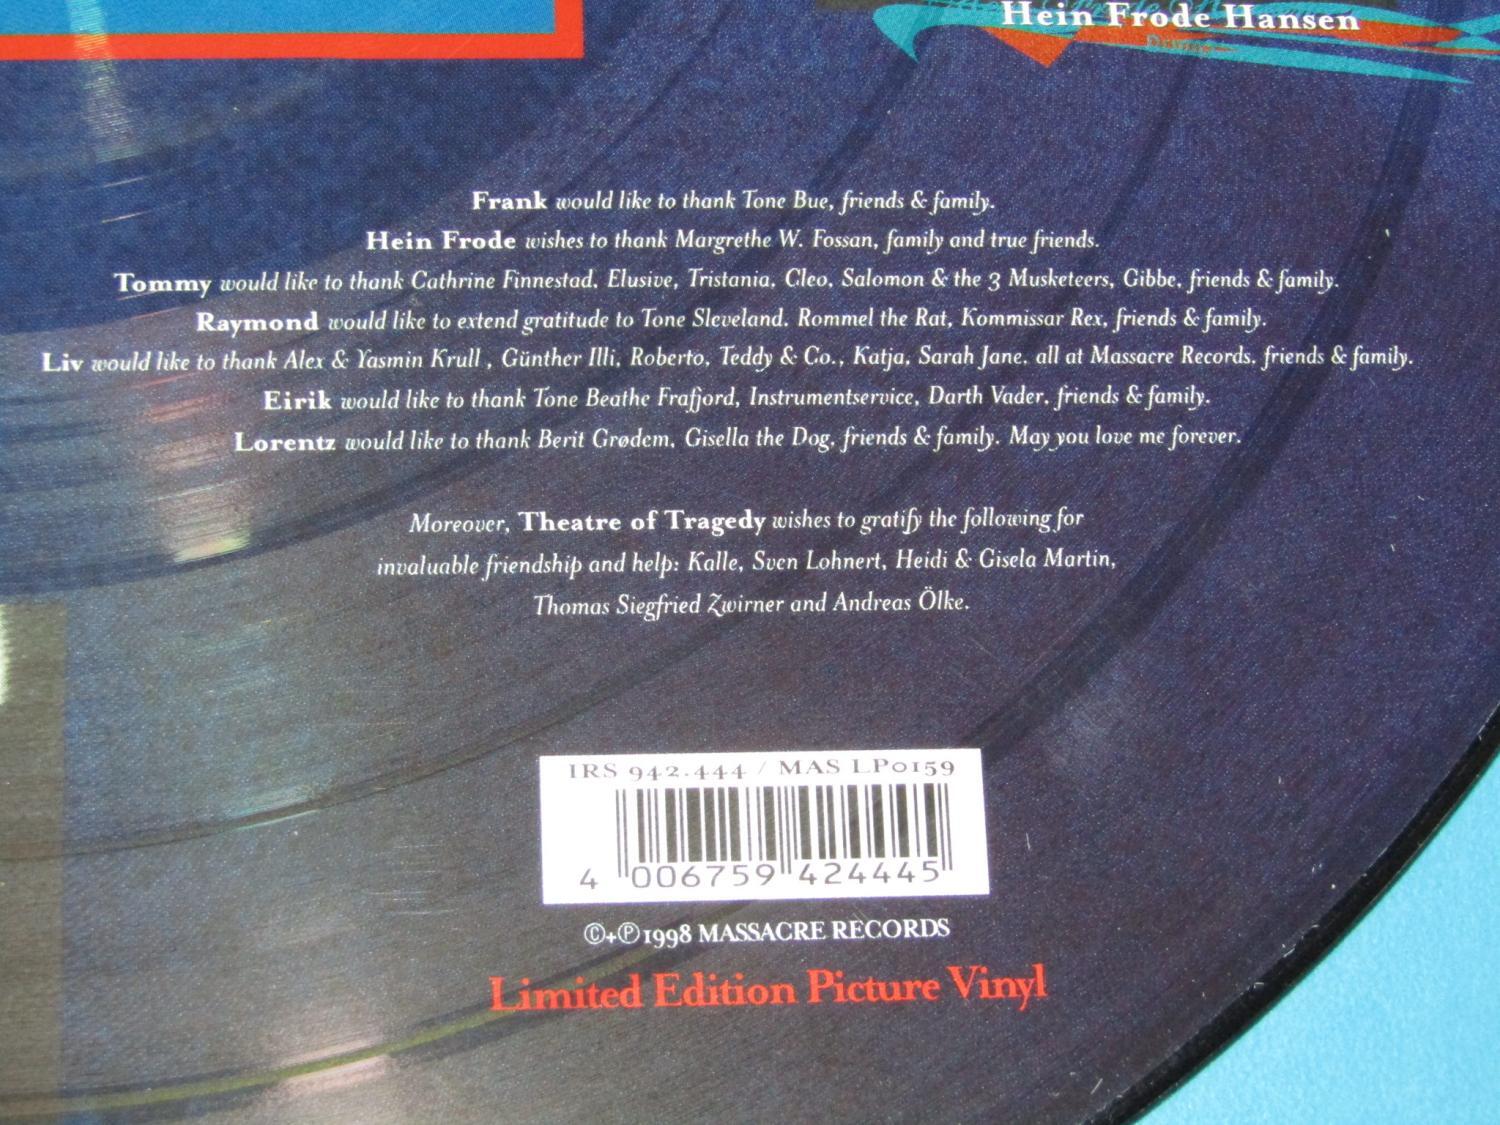 Hein Frode Hansen
Drums
Frank would like to thank Tone Bue, friends & family.
Hein Frode wishes to thank Margrethe W. Fossan, family and true friends.
Tommy would like to thank Cathrine Finnestad, Elusive, Tristania, Cleo, Salomon & the 3 Musketeers, Gibbe, friends & family.
Raymond would like to extend gratitude to Tone Sleveland, Rommel the Rat, Kommissar Rex, friends & family.
Liv would like to thank Alex & Yasmin Krull , Günther Illi, Roberto, Teddy & Co., Katja, Sarah Jane, all at Massacre Records, friends & family.
Eirik would like to thank Tone Beathe Frafjord, Instrumentservice, Darth Vader, friends & family.
Lorentz would like to thank Berit Grødem, Gisella the Dog, friends & family. May you love me forever.
Moreover, Theatre of Tragedy wishes to gratify the following for
invaluable friendship and help: Kalle, Sven Lohnert, Heidi & Gisela Martin,
Thomas Siegfried Zwirner and Andreas Ölke.
IRS 942.444 / MAS LP0159
4 006759 424445
©+℗1998 MASSACRE RECORDS
Limited Edition Picture Vinyl